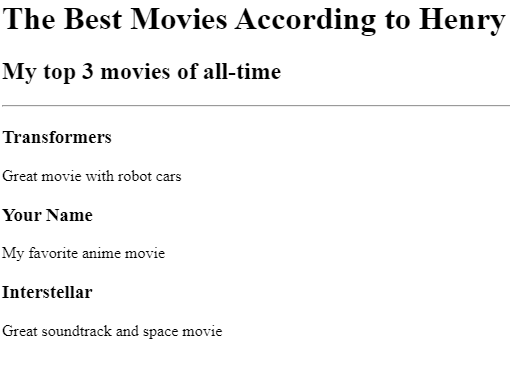 The Best Movies According to Henry
My top 3 movies of all-time
Transformers
Great movie with robot cars
Your Name
My favorite anime movie
Interstellar
Great soundtrack and space movie